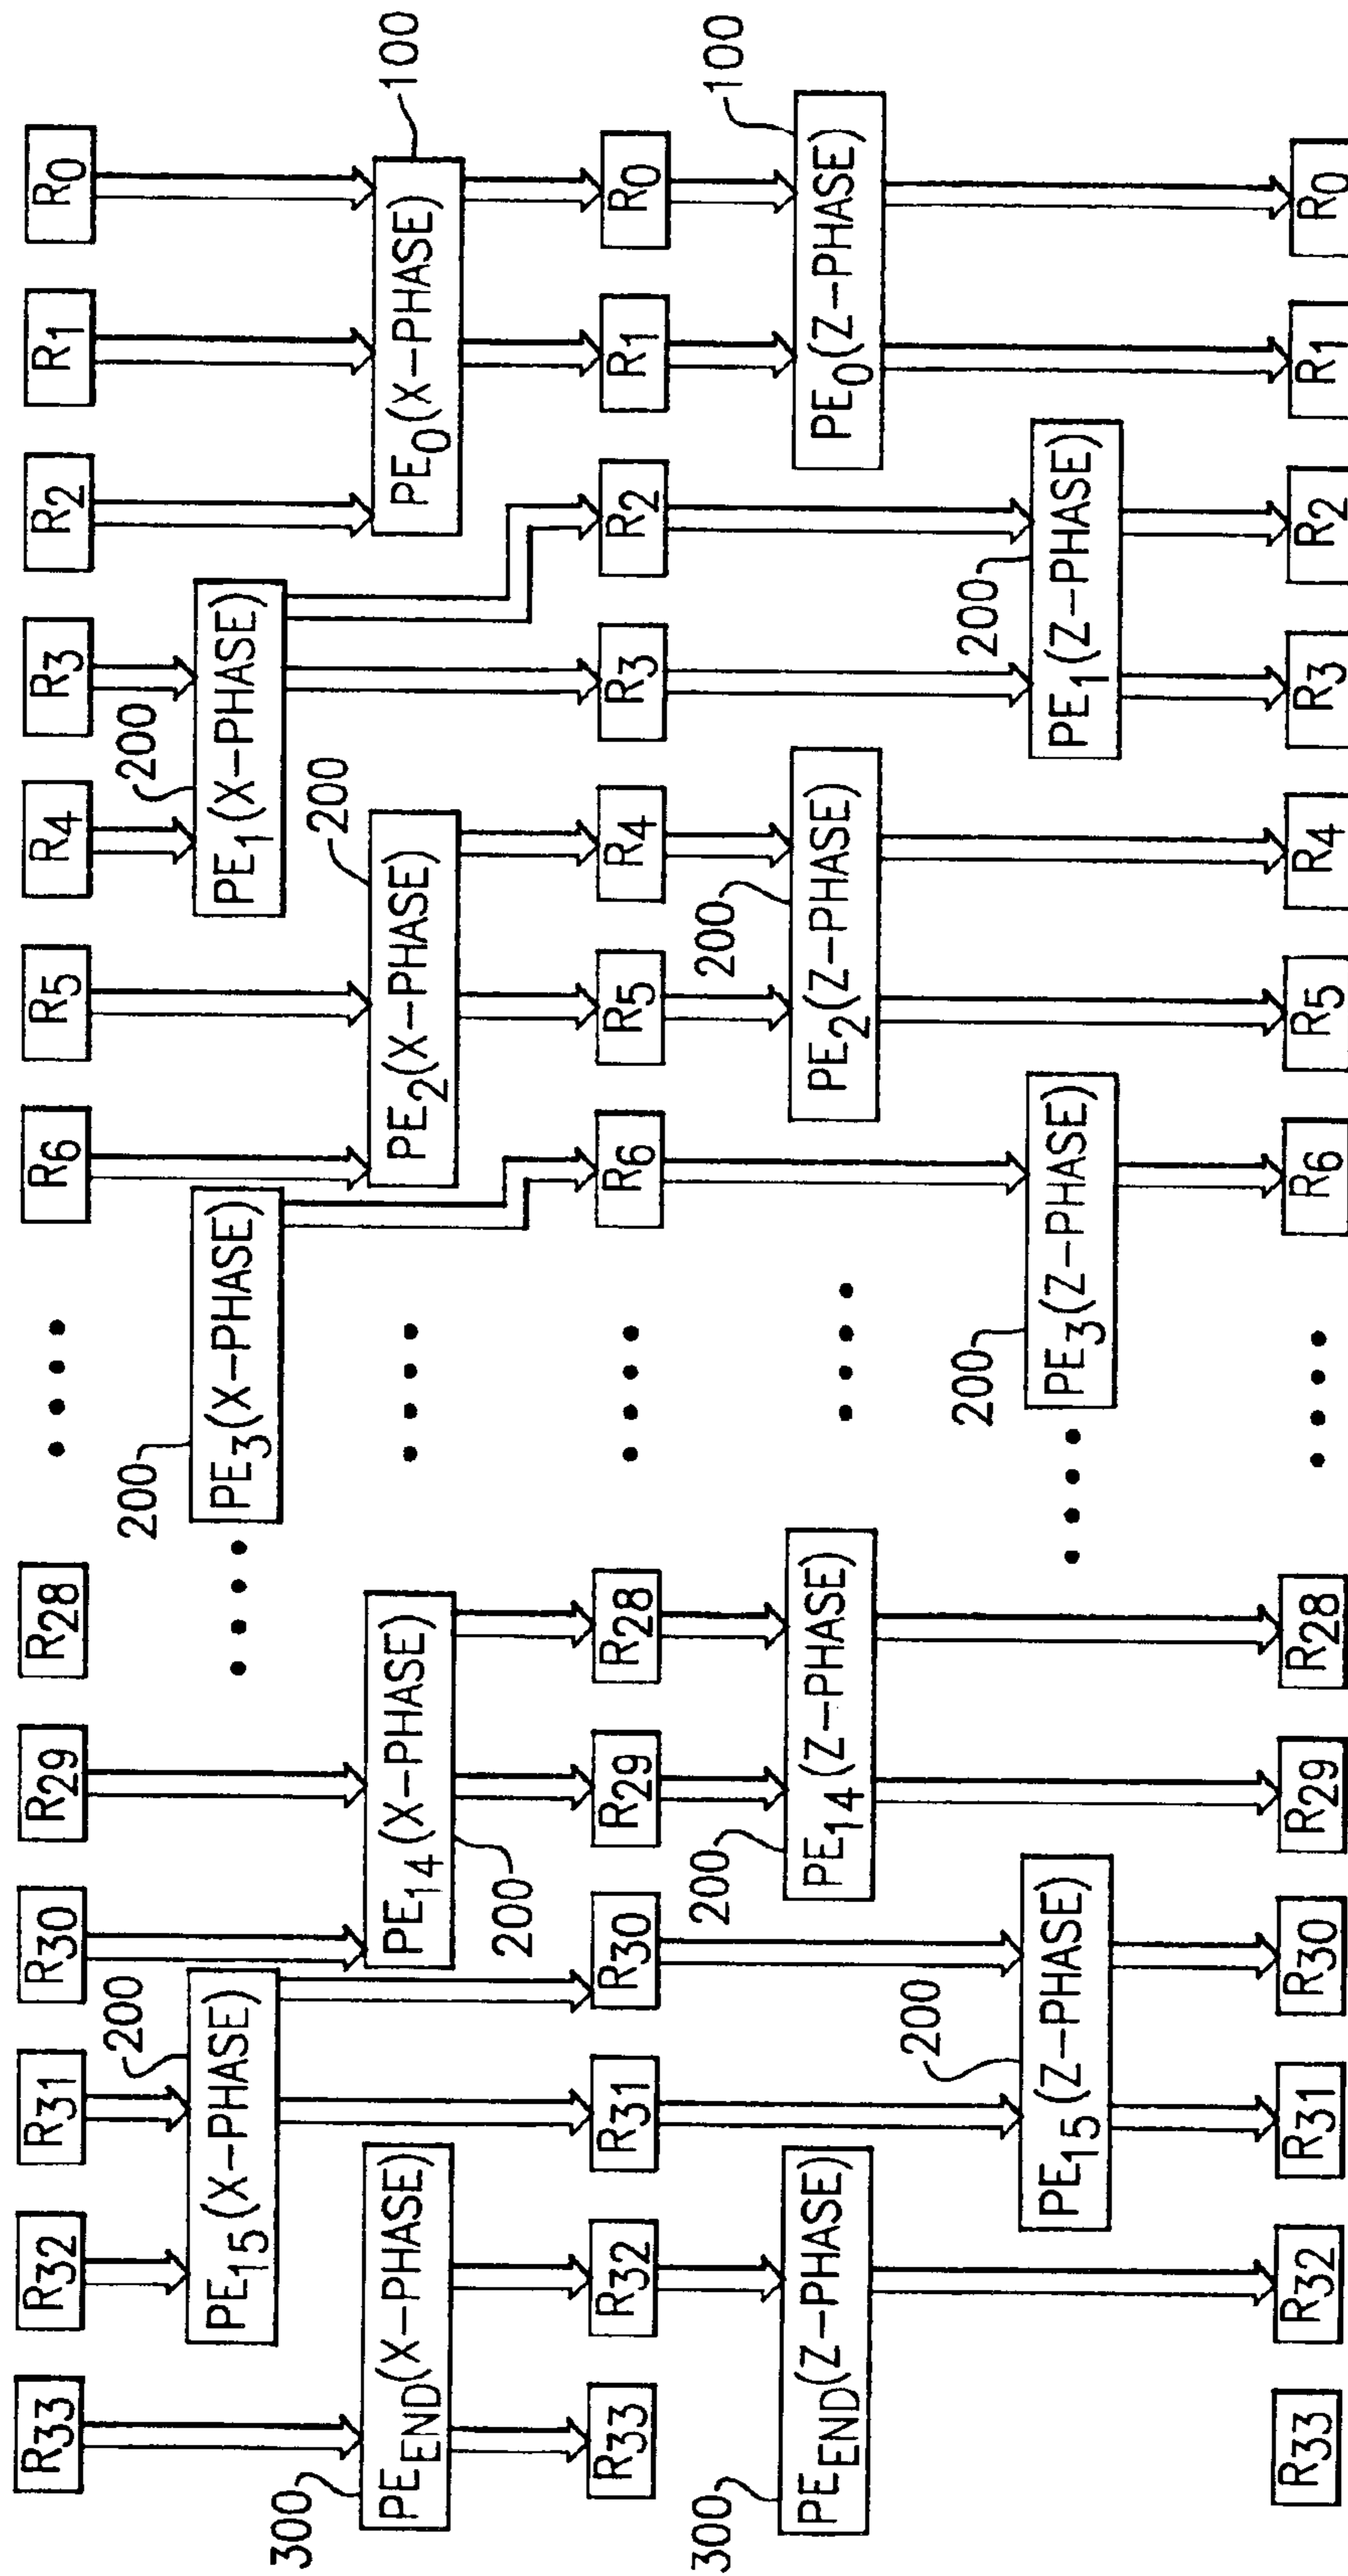 R33 R32 R31 R30 R29 R28 •••• R6 R5 R4 R3 R2 R1 R0
200 200 200
PE15(X−PHASE) •••• PE3(X−PHASE) PE1(X−PHASE)
300 200 100
PEEND(X−PHASE) PE14(X−PHASE) •••• PE2(X−PHASE) PE0(X−PHASE)
200
R33 R32 R31 R30 R29 R28 •••• R6 R5 R4 R3 R2 R1 R0
300 200 200 100
PEEND(Z−PHASE) PE14(Z−PHASE) •••• PE2(Z−PHASE) PE0(Z−PHASE)
200 200 200
PE15(Z−PHASE) •••• PE3(Z−PHASE) PE1(Z−PHASE)
R33 R32 R31 R30 R29 R28 •••• R6 R5 R4 R3 R2 R1 R0